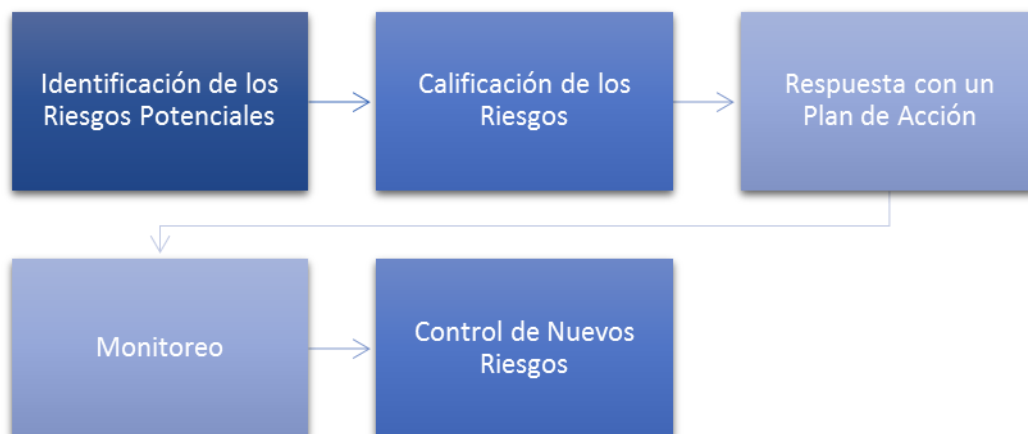 Identificación de los
Riesgos Potenciales
Calificación de los
Riesgos
Respuesta con un
Plan de Acción
Monitoreo
Control de Nuevos
Riesgos